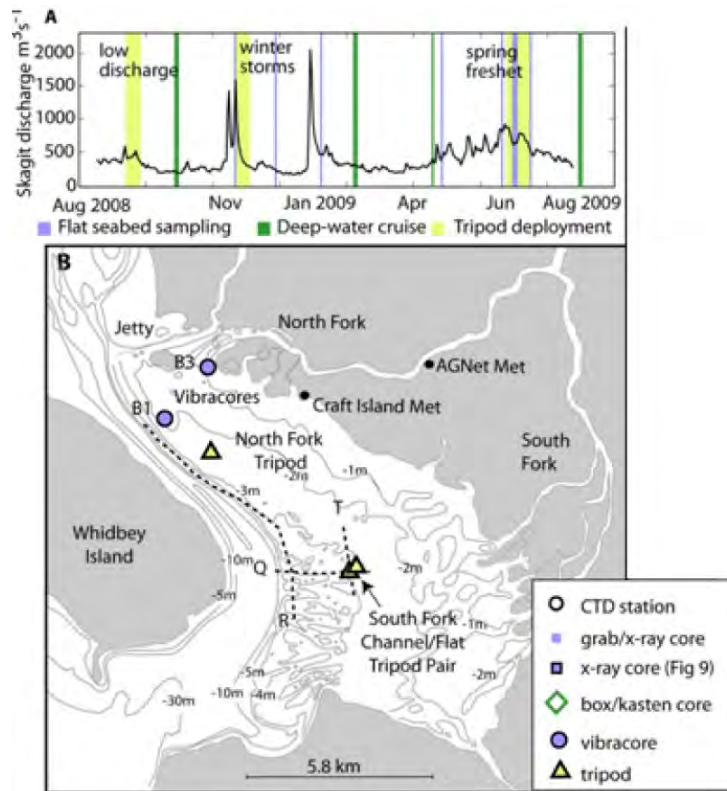 A
Skagit discharge m³s⁻¹
2000
1500
1000
500
0
low
discharge
winter
storms
spring
freshet
Aug 2008
Nov
Jan 2009
Apr
Jun
Aug 2009
Flat seabed sampling
Deep-water cruise
Tripod deployment
B
Jetty
North Fork
B3
AGNet Met
Vibracores
Craft Island Met
B1
North Fork
Tripod
South
Fork
-1m
-2m
-3m
T
Whidbey
Island
-10m
Q
-2m
-5m
R
South Fork
Channel/Flat
Tripod Pair
-1m
-5m
-2m
-30m
-10m
-4m
5.8 km
CTD station
grab/x-ray core
x-ray core (Fig 9)
box/kasten core
vibracore
tripod